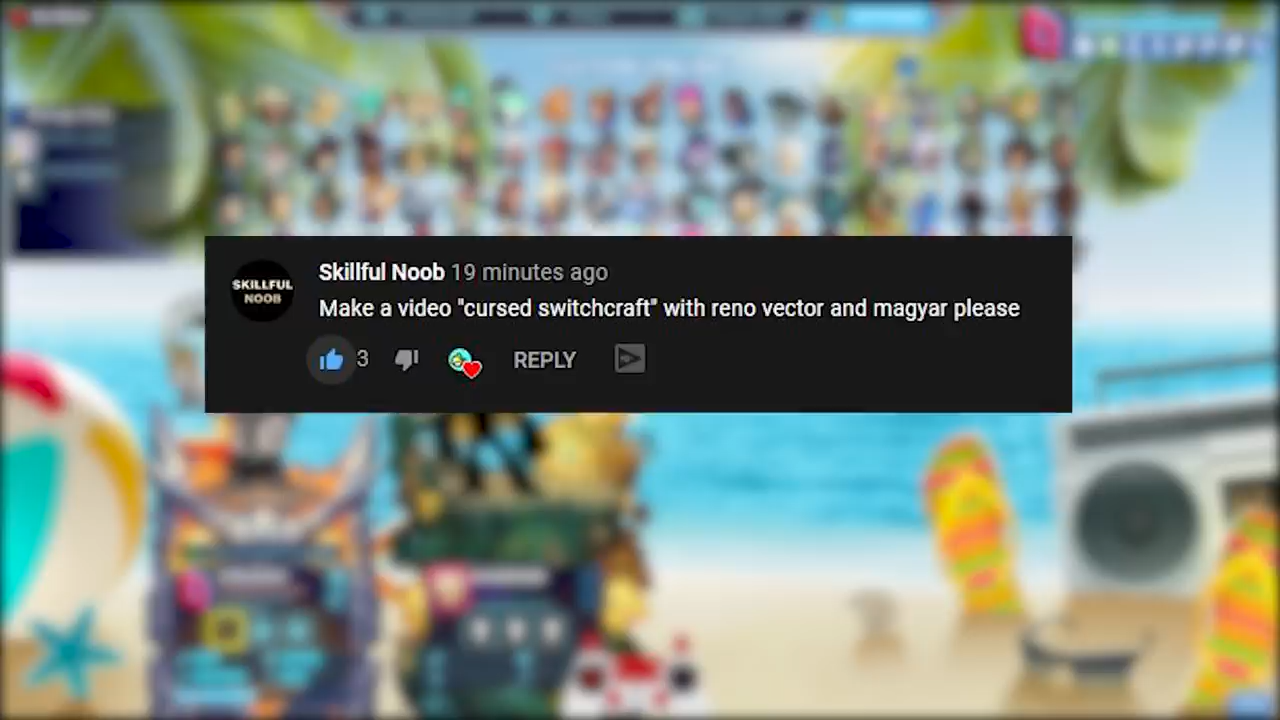 SKILLFUL
NOOB
Skillful Noob 19 minutes ago
Make a video "cursed switchcraft" with reno vector and magyar please
3
REPLY